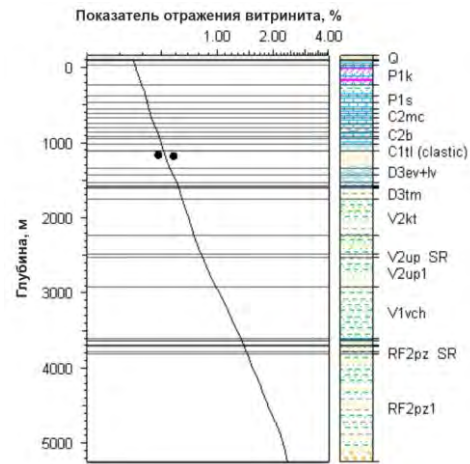 Показатель отражения витринита, %
1.00 2.00 4.00
Глубина, м
0
1000
2000
3000
4000
5000
Q
P1k
P1s
C2mc
C2b
C1tl (clastic)
D3ev+lv
D3tm
V2kt
V2up SR
V2up1
V1vch
RF2pz SR
RF2pz1